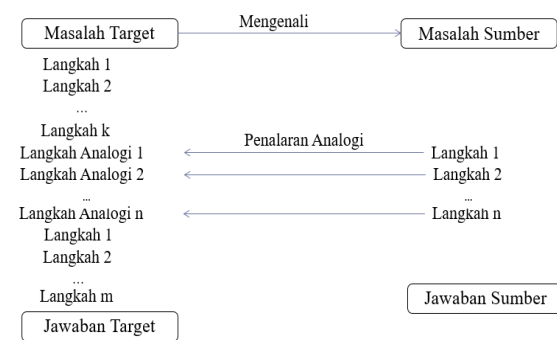 Mengenali
Masalah Target
Masalah Sumber
Langkah 1
Langkah 2
...
Langkah k
Penalaran Analogi
Langkah Analogi 1
Langkah 1
Langkah Analogi 2
Langkah 2
...
...
Langkah Analogi n
Langkah n
Langkah 1
Langkah 2
...
Langkah m
Jawaban Sumber
Jawaban Target